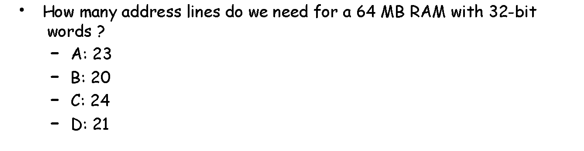 • How many address lines do we need for a 64 MB RAM with 32-bit
words ?
– A: 23
– B: 20
– C: 24
– D: 21